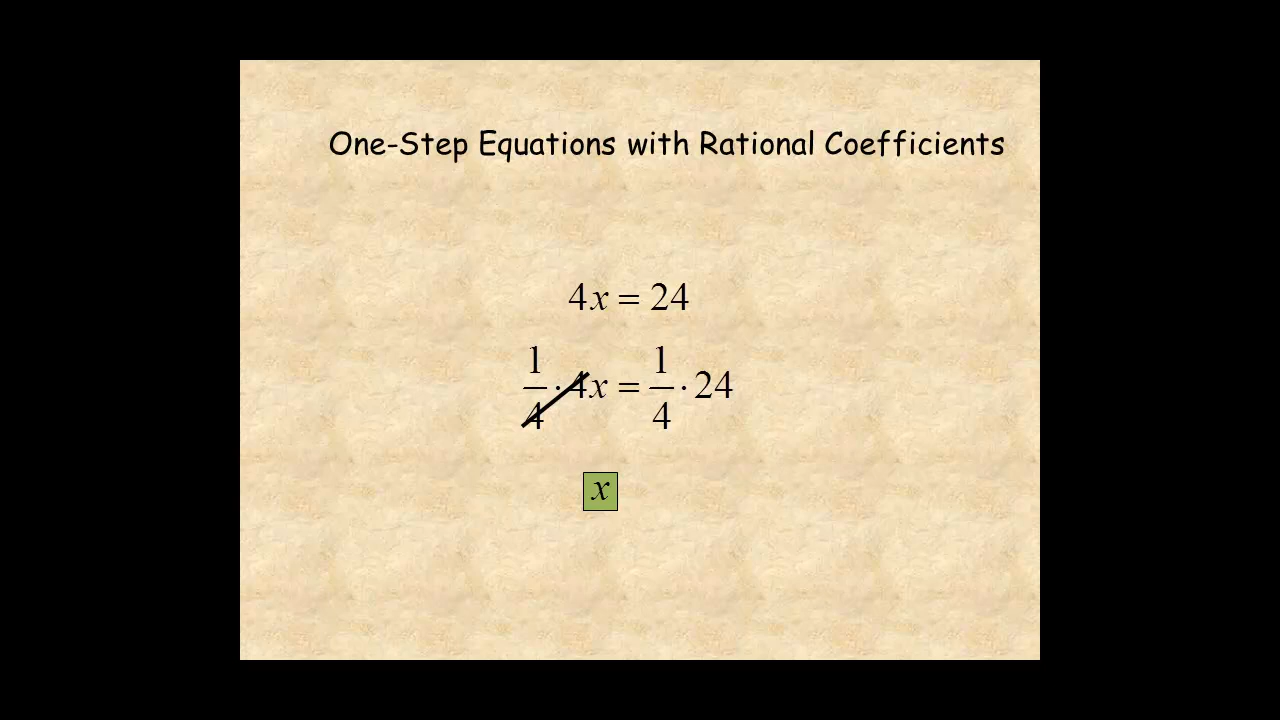 One-Step Equations with Rational Coefficients
4x = 24
1/4 · 4x = 1/4 · 24
x